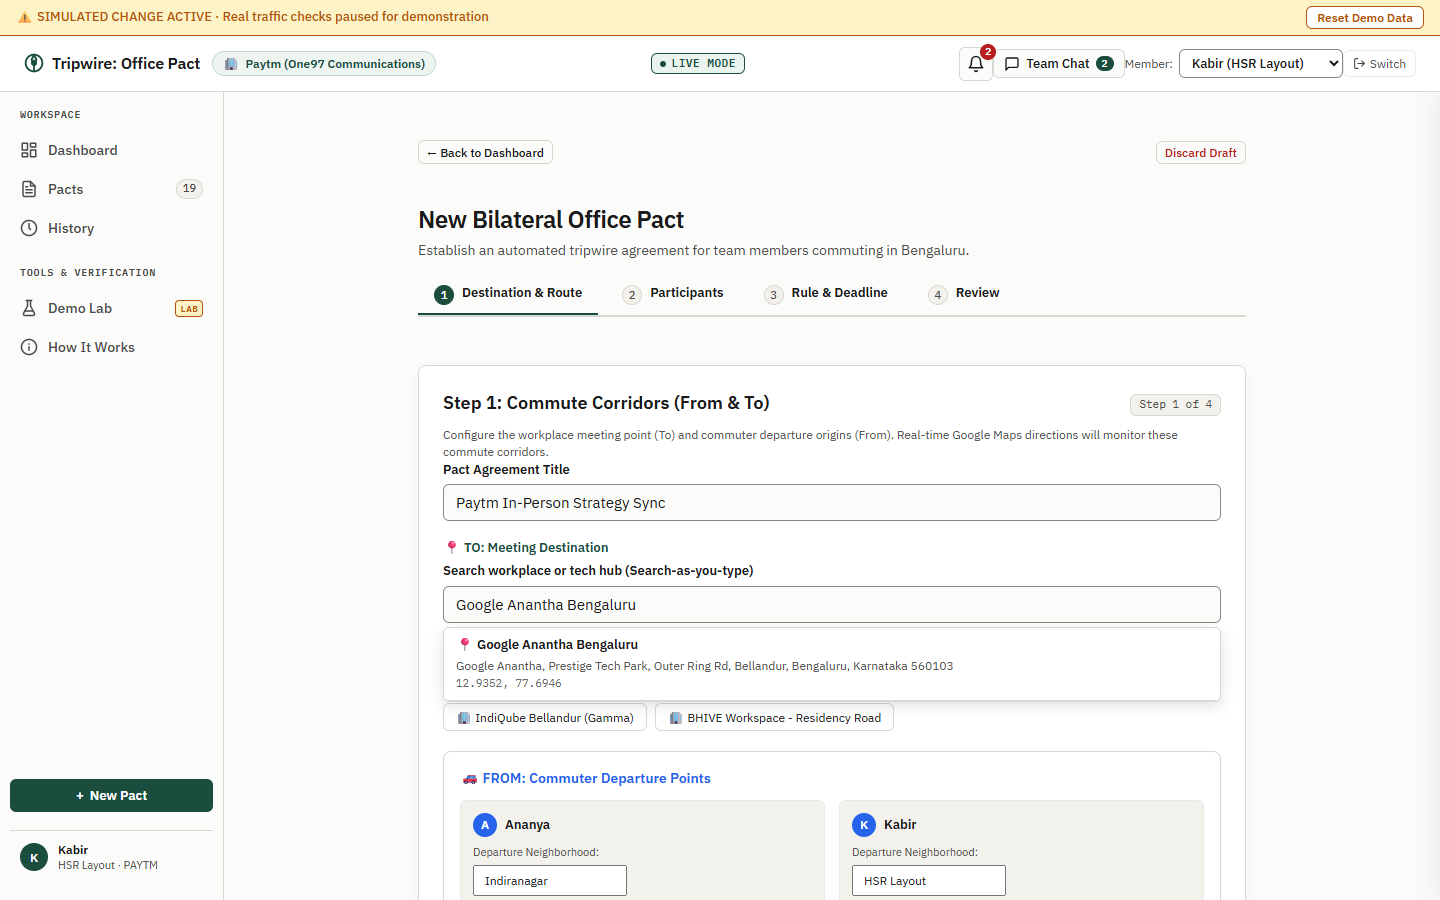 SIMULATED CHANGE ACTIVE · Real traffic checks paused for demonstration
Reset Demo Data
Tripwire: Office Pact
Paytm (One97 Communications)
LIVE MODE
2
Team Chat 2
Member:
Kabir (HSR Layout)
Switch
WORKSPACE
Dashboard
Pacts 19
History
TOOLS & VERIFICATION
Demo Lab LAB
How It Works
+ New Pact
K
Kabir
HSR Layout · PAYTM
← Back to Dashboard
Discard Draft
New Bilateral Office Pact
Establish an automated tripwire agreement for team members commuting in Bengaluru.
1 Destination & Route
2 Participants
3 Rule & Deadline
4 Review
Step 1: Commute Corridors (From & To)
Step 1 of 4
Configure the workplace meeting point (To) and commuter departure origins (From). Real-time Google Maps directions will monitor these
commute corridors.
Pact Agreement Title
Paytm In-Person Strategy Sync
TO: Meeting Destination
Search workplace or tech hub (Search-as-you-type)
Google Anantha Bengaluru
Google Anantha Bengaluru
Google Anantha, Prestige Tech Park, Outer Ring Rd, Bellandur, Bengaluru, Karnataka 560103
12.9352, 77.6946
IndiQube Bellandur (Gamma)
BHIVE Workspace - Residency Road
FROM: Commuter Departure Points
A Ananya
Departure Neighborhood:
Indiranagar
K Kabir
Departure Neighborhood:
HSR Layout